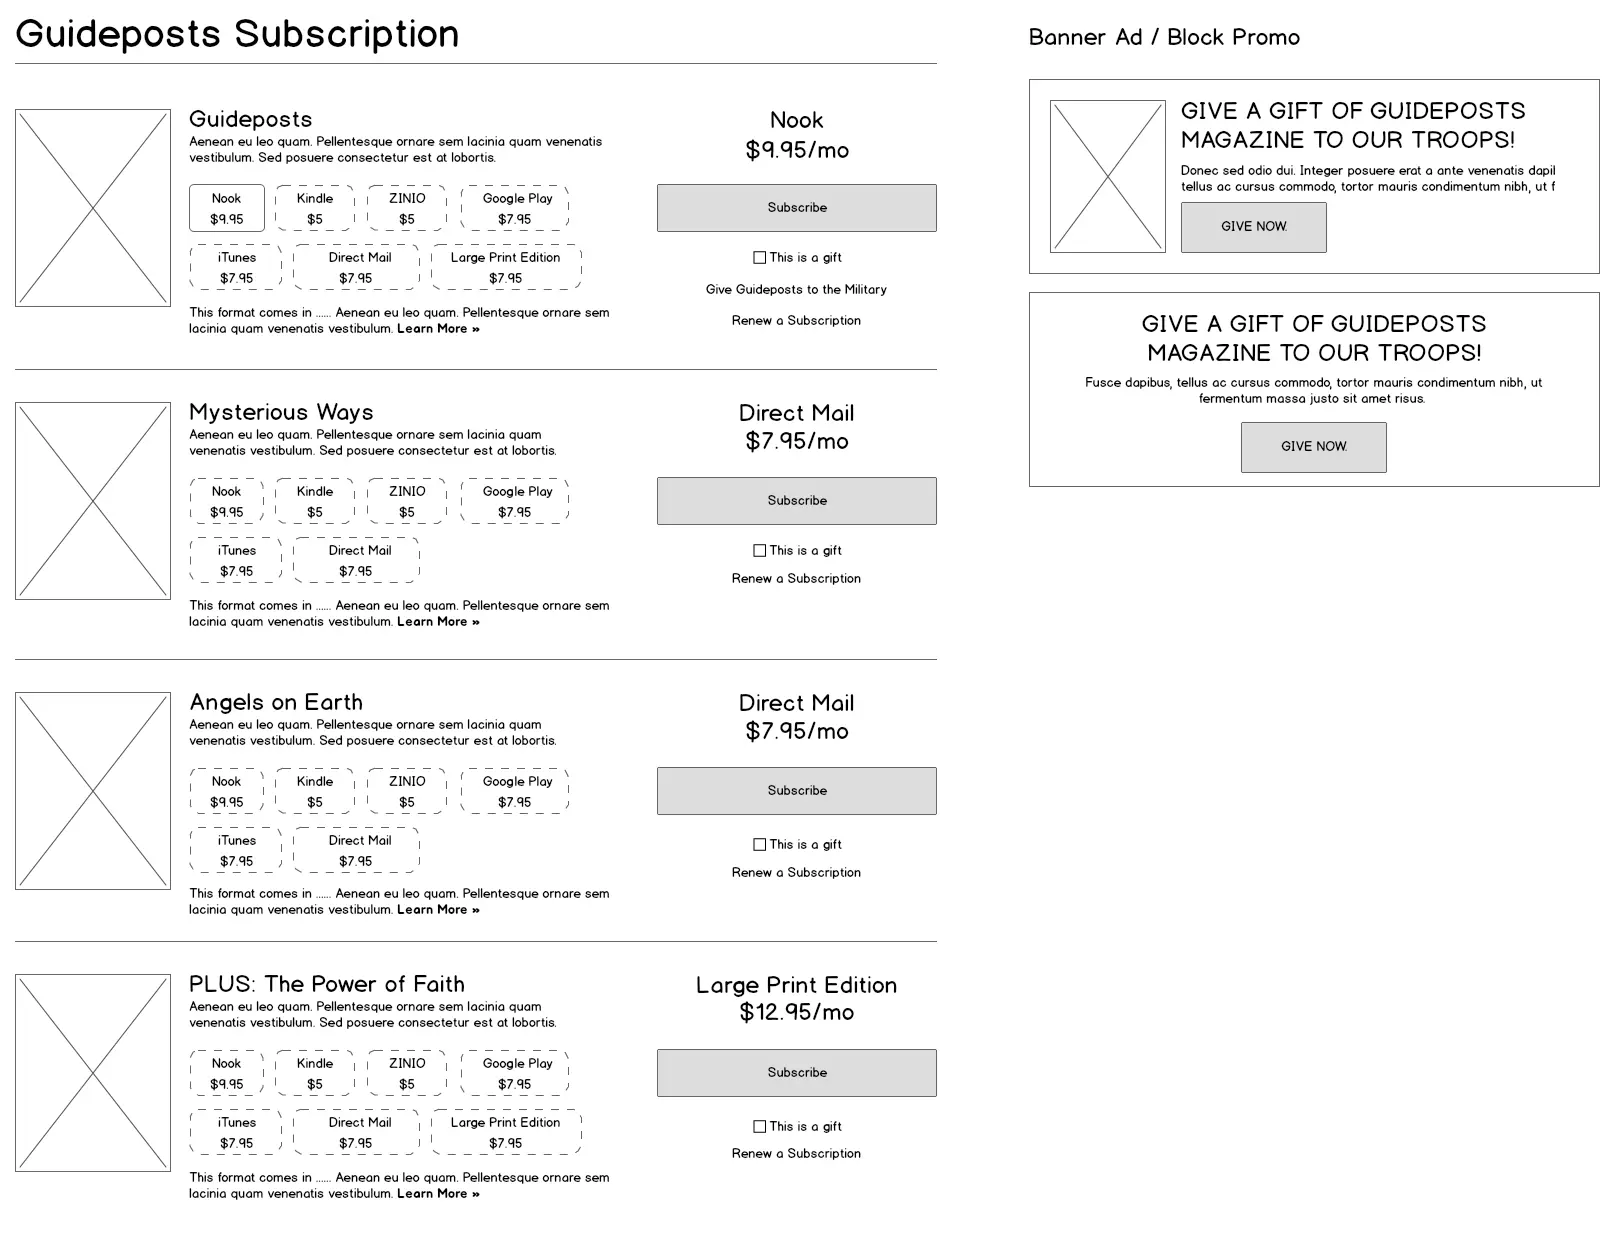 Guideposts Subscription
Guideposts
Aenean eu leo quam. Pellentesque ornare sem lacinia quam venenatis
vestibulum. Sed posuere consectetur est at lobortis.
Nook
$9.95
Kindle
$5
ZINIO
$5
Google Play
$7.95
iTunes
$7.95
Direct Mail
$7.95
Large Print Edition
$7.95
This format comes in ...... Aenean eu leo quam. Pellentesque ornare sem
lacinia quam venenatis vestibulum. Learn More »
Nook
$9.95/mo
Subscribe
This is a gift
Give Guideposts to the Military
Renew a Subscription
Mysterious Ways
Aenean eu leo quam. Pellentesque ornare sem lacinia quam
venenatis vestibulum. Sed posuere consectetur est at lobortis.
Nook
$9.95
Kindle
$5
ZINIO
$5
Google Play
$7.95
iTunes
$7.95
Direct Mail
$7.95
This format comes in ...... Aenean eu leo quam. Pellentesque ornare sem
lacinia quam venenatis vestibulum. Learn More »
Direct Mail
$7.95/mo
Subscribe
This is a gift
Renew a Subscription
Angels on Earth
Aenean eu leo quam. Pellentesque ornare sem lacinia quam
venenatis vestibulum. Sed posuere consectetur est at lobortis.
Nook
$9.95
Kindle
$5
ZINIO
$5
Google Play
$7.95
iTunes
$7.95
Direct Mail
$7.95
This format comes in ...... Aenean eu leo quam. Pellentesque ornare sem
lacinia quam venenatis vestibulum. Learn More »
Direct Mail
$7.95/mo
Subscribe
This is a gift
Renew a Subscription
PLUS: The Power of Faith
Aenean eu leo quam. Pellentesque ornare sem lacinia quam
venenatis vestibulum. Sed posuere consectetur est at lobortis.
Nook
$9.95
Kindle
$5
ZINIO
$5
Google Play
$7.95
iTunes
$7.95
Direct Mail
$7.95
Large Print Edition
$7.95
This format comes in ...... Aenean eu leo quam. Pellentesque ornare sem
lacinia quam venenatis vestibulum. Learn More »
Large Print Edition
$12.95/mo
Subscribe
This is a gift
Renew a Subscription
Banner Ad / Block Promo
GIVE A GIFT OF GUIDEPOSTS
MAGAZINE TO OUR TROOPS!
Donec sed odio dui. Integer posuere erat a ante venenatis dapil
tellus ac cursus commodo, tortor mauris condimentum nibh, ut f
GIVE NOW.
GIVE A GIFT OF GUIDEPOSTS
MAGAZINE TO OUR TROOPS!
Fusce dapibus, tellus ac cursus commodo, tortor mauris condimentum nibh, ut
fermentum massa justo sit amet risus.
GIVE NOW.